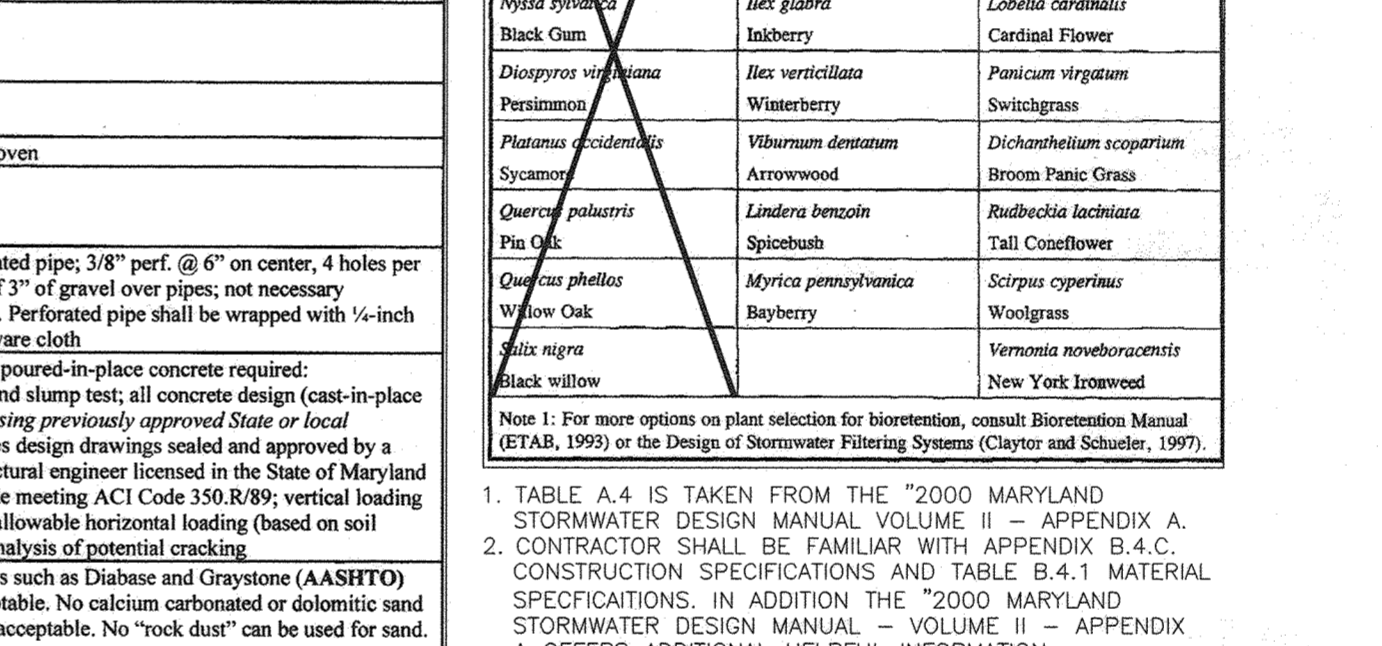 oven
ated pipe; 3/8” perf. @ 6” on center, 4 holes per
f 3” of gravel over pipes; not necessary
. Perforated pipe shall be wrapped with ¼-inch
ware cloth
poured-in-place concrete required:
nd slump test; all concrete design (cast-in-place
sing previously approved State or local
s design drawings sealed and approved by a
ctural engineer licensed in the State of Maryland
e meeting ACI Code 350.R/89; vertical loading
allowable horizontal loading (based on soil
nalysis of potential cracking
s such as Diabase and Graystone (AASHTO)
table. No calcium carbonated or dolomitic sand
acceptable. No “rock dust” can be used for sand.
Nyssa sylvatica Ilex glabra Lobelia cardinalis
Black Gum Inkberry Cardinal Flower
Diospyros virginiana Ilex verticillata Panicum virgatum
Persimmon Winterberry Switchgrass
Platanus occidentalis Viburnum dentatum Dichanthelium scoparium
Sycamore Arrowwood Broom Panic Grass
Quercus palustris Lindera benzoin Rudbeckia laciniata
Pin Oak Spicebush Tall Coneflower
Quercus phellos Myrica pennsylvanica Scirpus cyperinus
Willow Oak Bayberry Woolgrass
Salix nigra Vernonia noveboracensis
Black willow New York Ironweed
Note 1: For more options on plant selection for bioretention, consult Bioretention Manual
(ETAB, 1993) or the Design of Stormwater Filtering Systems (Claytor and Schueler, 1997).
1. TABLE A.4 IS TAKEN FROM THE "2000 MARYLAND
STORMWATER DESIGN MANUAL VOLUME II – APPENDIX A.
2. CONTRACTOR SHALL BE FAMILIAR WITH APPENDIX B.4.C.
CONSTRUCTION SPECIFICATIONS AND TABLE B.4.1 MATERIAL
SPECFICAITIONS. IN ADDITION THE "2000 MARYLAND
STORMWATER DESIGN MANUAL – VOLUME II – APPENDIX
A OFFERS ADDITIONAL HELPFUL INFORMATION